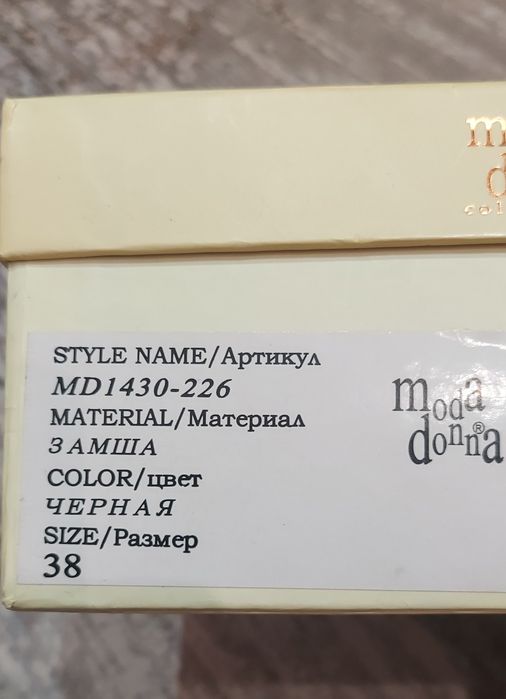 STYLE NAME/Артикул
MD1430-226
MATERIAL/Материал
ЗАМША
COLOR/цвет
ЧЕРНАЯ
SIZE/Размер
38
moda
donna®